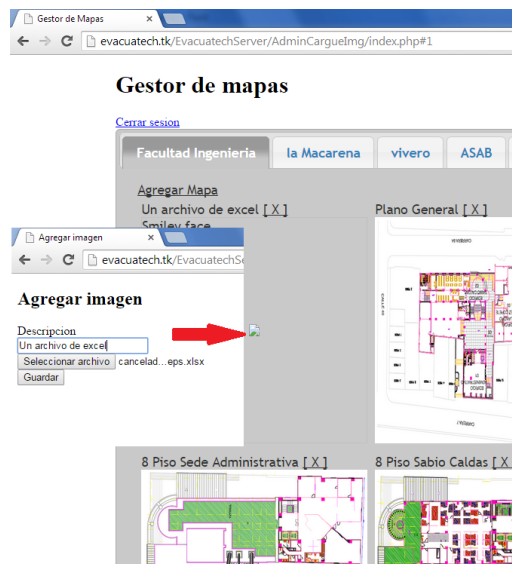 Gestor de Mapas
evacuatech.tk/EvacuatechServer/AdminCargueImg/index.php#1
Gestor de mapas
Cerrar sesion
Facultad Ingenieria
la Macarena
vivero
ASAB
Agregar Mapa
Un archivo de excel [ X ]
Plano General [ X ]
Smiley face
Agregar imagen
evacuatech.tk/EvacuatechSe
Agregar imagen
Descripcion
Un archivo de excel
Seleccionar archivo cancelad...eps.xlsx
Guardar
8 Piso Sede Administrativa [ X ]
8 Piso Sabio Caldas [ X